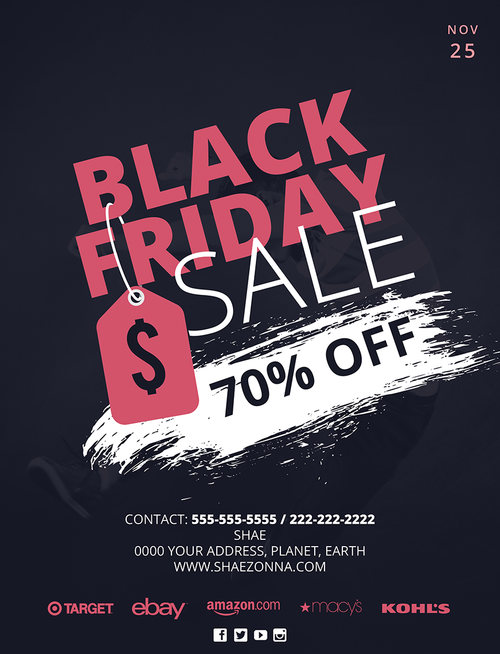 NOV
25
BLACK
FRIDAY
SALE
$
70% OFF
CONTACT: 555-555-5555 / 222-222-2222
SHAE
0000 YOUR ADDRESS, PLANET, EARTH
WWW.SHAEZONNA.COM
TARGET ebay amazon.com macy's KOHL'S